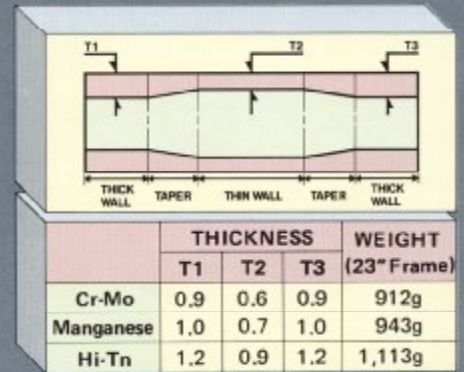 T1 T2 T3
THICK WALL TAPER THIN WALL TAPER THICK WALL
THICKNESS WEIGHT
T1 T2 T3 (23" Frame)
Cr-Mo 0.9 0.6 0.9 912g
Manganese 1.0 0.7 1.0 943g
Hi-Tn 1.2 0.9 1.2 1,113g